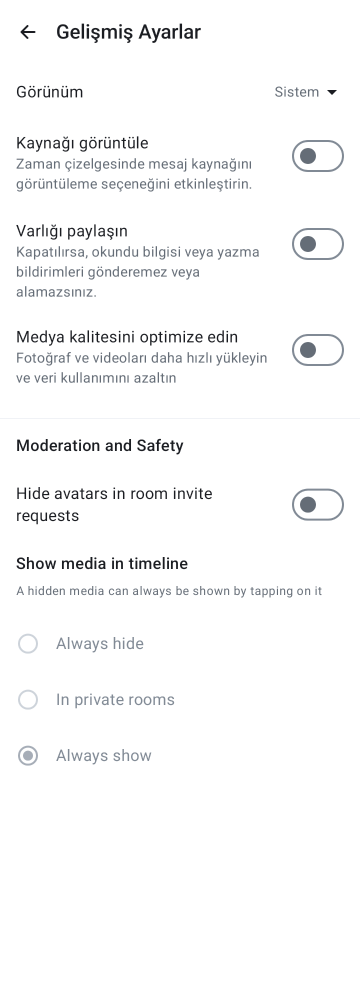 Gelişmiş Ayarlar
Görünüm
Sistem
Kaynağı görüntüle
Zaman çizelgesinde mesaj kaynağını
görüntüleme seçeneğini etkinleştirin.
Varlığı paylaşın
Kapatılırsa, okundu bilgisi veya yazma
bildirimleri gönderemez veya
alamazsınız.
Medya kalitesini optimize edin
Fotoğraf ve videoları daha hızlı yükleyin
ve veri kullanımını azaltın
Moderation and Safety
Hide avatars in room invite
requests
Show media in timeline
A hidden media can always be shown by tapping on it
Always hide
In private rooms
Always show